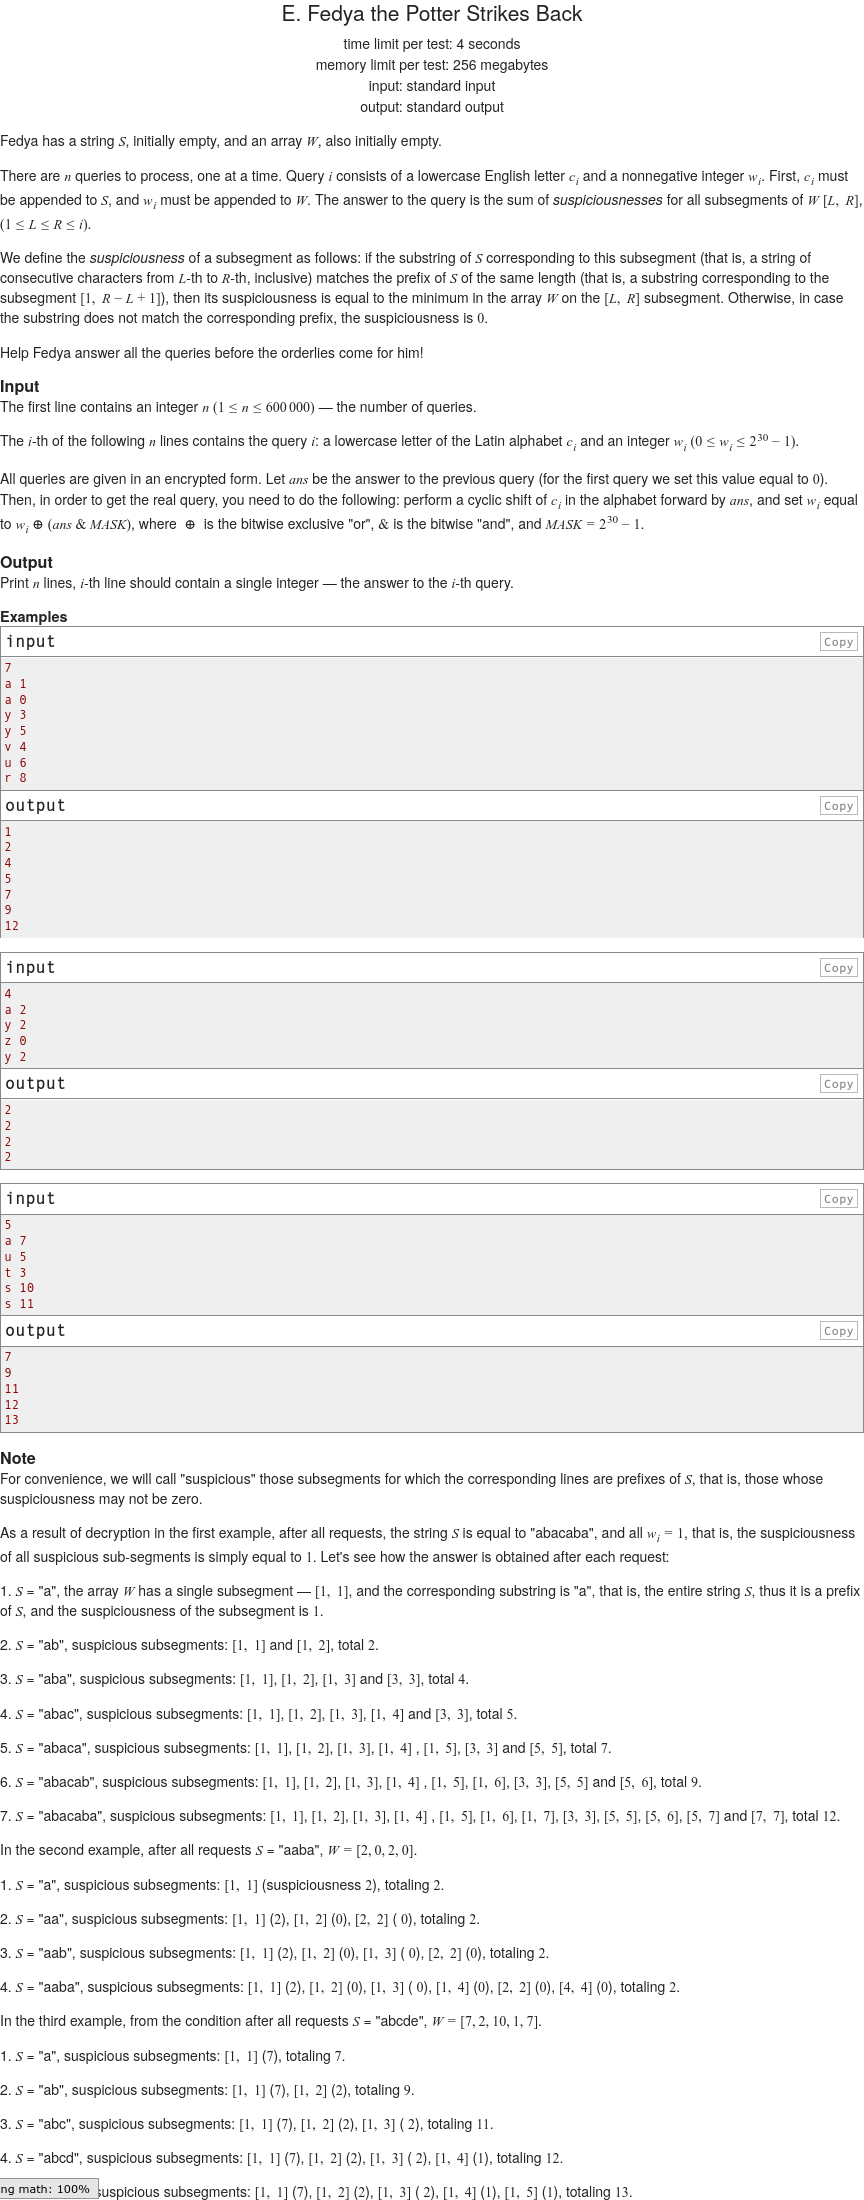 E. Fedya the Potter Strikes Back
time limit per test: 4 seconds
memory limit per test: 256 megabytes
input: standard input
output: standard output
Fedya has a string S, initially empty, and an array W, also initially empty.
There are n queries to process, one at a time. Query i consists of a lowercase English letter cᵢ and a nonnegative integer wᵢ. First, cᵢ must
be appended to S, and wᵢ must be appended to W. The answer to the query is the sum of suspiciousnesses for all subsegments of W [L, R],
(1 ≤ L ≤ R ≤ i).
We define the suspiciousness of a subsegment as follows: if the substring of S corresponding to this subsegment (that is, a string of
consecutive characters from L-th to R-th, inclusive) matches the prefix of S of the same length (that is, a substring corresponding to the
subsegment [1, R − L + 1]), then its suspiciousness is equal to the minimum in the array W on the [L, R] subsegment. Otherwise, in case
the substring does not match the corresponding prefix, the suspiciousness is 0.
Help Fedya answer all the queries before the orderlies come for him!
Input
The first line contains an integer n (1 ≤ n ≤ 600 000) — the number of queries.
The i-th of the following n lines contains the query i: a lowercase letter of the Latin alphabet cᵢ and an integer wᵢ (0 ≤ wᵢ ≤ 2³⁰ − 1).
All queries are given in an encrypted form. Let ans be the answer to the previous query (for the first query we set this value equal to 0).
Then, in order to get the real query, you need to do the following: perform a cyclic shift of cᵢ in the alphabet forward by ans, and set wᵢ equal
to wᵢ ⊕ (ans & MASK), where ⊕ is the bitwise exclusive "or", & is the bitwise "and", and MASK = 2³⁰ − 1.
Output
Print n lines, i-th line should contain a single integer — the answer to the i-th query.
Examples
input Copy
7
a 1
a 0
y 3
y 5
v 4
u 6
r 8
output Copy
1
2
4
5
7
9
12
input Copy
4
a 2
y 2
z 0
y 2
output Copy
2
2
2
2
input Copy
5
a 7
u 5
t 3
s 10
s 11
output Copy
7
9
11
12
13
Note
For convenience, we will call "suspicious" those subsegments for which the corresponding lines are prefixes of S, that is, those whose
suspiciousness may not be zero.
As a result of decryption in the first example, after all requests, the string S is equal to "abacaba", and all wᵢ = 1, that is, the suspiciousness
of all suspicious sub-segments is simply equal to 1. Let's see how the answer is obtained after each request:
1. S = "a", the array W has a single subsegment — [1, 1], and the corresponding substring is "a", that is, the entire string S, thus it is a prefix
of S, and the suspiciousness of the subsegment is 1.
2. S = "ab", suspicious subsegments: [1, 1] and [1, 2], total 2.
3. S = "aba", suspicious subsegments: [1, 1], [1, 2], [1, 3] and [3, 3], total 4.
4. S = "abac", suspicious subsegments: [1, 1], [1, 2], [1, 3], [1, 4] and [3, 3], total 5.
5. S = "abaca", suspicious subsegments: [1, 1], [1, 2], [1, 3], [1, 4] , [1, 5], [3, 3] and [5, 5], total 7.
6. S = "abacab", suspicious subsegments: [1, 1], [1, 2], [1, 3], [1, 4] , [1, 5], [1, 6], [3, 3], [5, 5] and [5, 6], total 9.
7. S = "abacaba", suspicious subsegments: [1, 1], [1, 2], [1, 3], [1, 4] , [1, 5], [1, 6], [1, 7], [3, 3], [5, 5], [5, 6], [5, 7] and [7, 7], total 12.
In the second example, after all requests S = "aaba", W = [2, 0, 2, 0].
1. S = "a", suspicious subsegments: [1, 1] (suspiciousness 2), totaling 2.
2. S = "aa", suspicious subsegments: [1, 1] (2), [1, 2] (0), [2, 2] ( 0), totaling 2.
3. S = "aab", suspicious subsegments: [1, 1] (2), [1, 2] (0), [1, 3] ( 0), [2, 2] (0), totaling 2.
4. S = "aaba", suspicious subsegments: [1, 1] (2), [1, 2] (0), [1, 3] ( 0), [1, 4] (0), [2, 2] (0), [4, 4] (0), totaling 2.
In the third example, from the condition after all requests S = "abcde", W = [7, 2, 10, 1, 7].
1. S = "a", suspicious subsegments: [1, 1] (7), totaling 7.
2. S = "ab", suspicious subsegments: [1, 1] (7), [1, 2] (2), totaling 9.
3. S = "abc", suspicious subsegments: [1, 1] (7), [1, 2] (2), [1, 3] ( 2), totaling 11.
4. S = "abcd", suspicious subsegments: [1, 1] (7), [1, 2] (2), [1, 3] ( 2), [1, 4] (1), totaling 12.
ng math: 100% suspicious subsegments: [1, 1] (7), [1, 2] (2), [1, 3] ( 2), [1, 4] (1), [1, 5] (1), totaling 13.